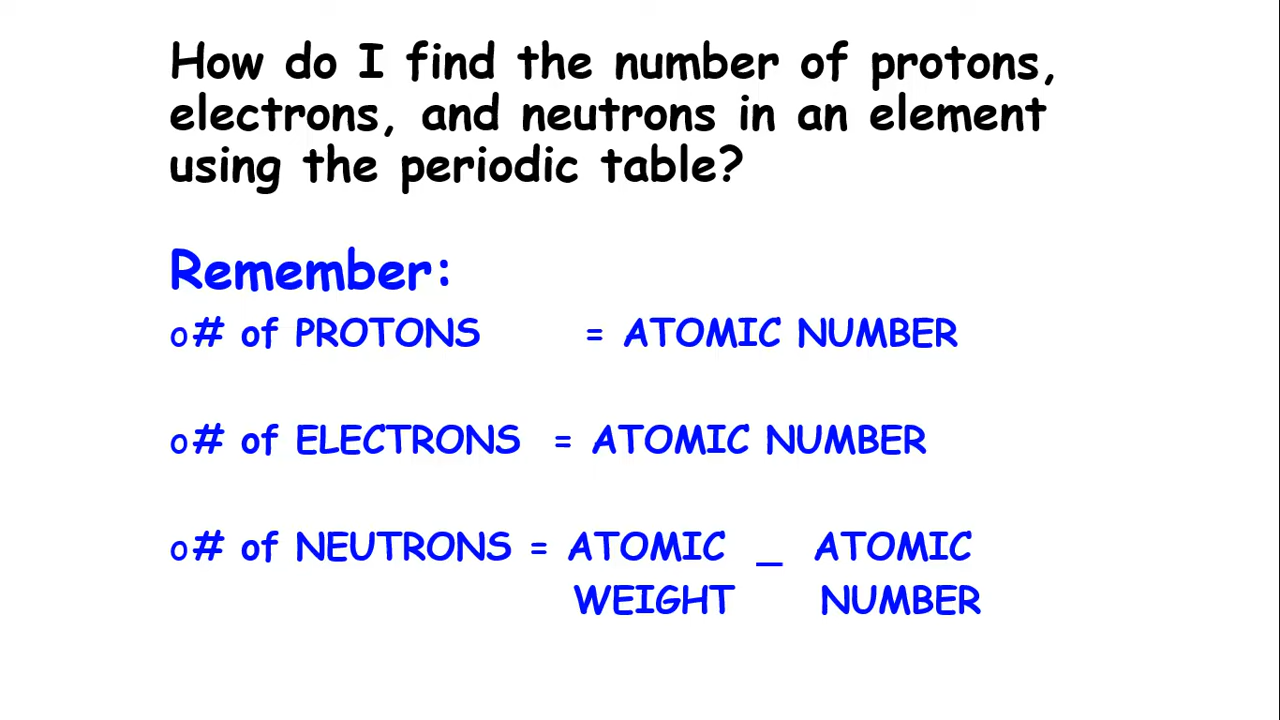 How do I find the number of protons,
electrons, and neutrons in an element
using the periodic table?
Remember:
o# of PROTONS = ATOMIC NUMBER
o# of ELECTRONS = ATOMIC NUMBER
o# of NEUTRONS = ATOMIC _ ATOMIC
WEIGHT NUMBER